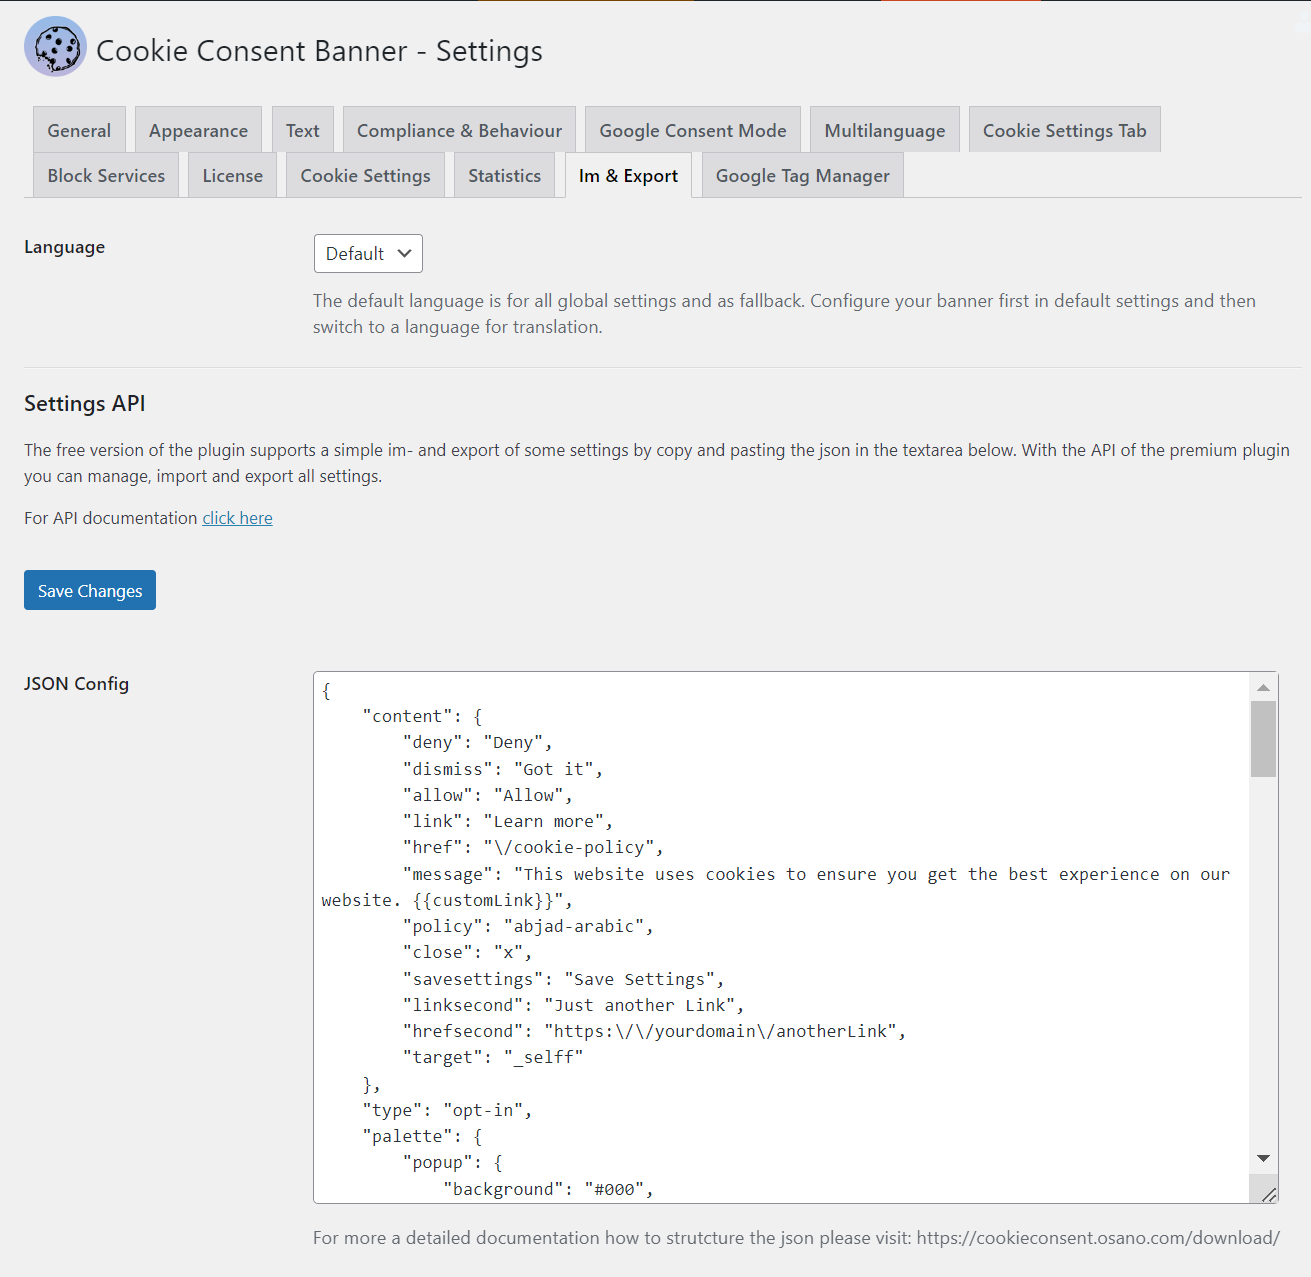 Cookie Consent Banner - Settings
General Appearance Text Compliance & Behaviour Google Consent Mode Multilanguage Cookie Settings Tab
Block Services License Cookie Settings Statistics Im & Export Google Tag Manager
Language
Default
The default language is for all global settings and as fallback. Configure your banner first in default settings and then
switch to a language for translation.
Settings API
The free version of the plugin supports a simple im- and export of some settings by copy and pasting the json in the textarea below. With the API of the premium plugin
you can manage, import and export all settings.
For API documentation click here
Save Changes
JSON Config
{
    "content": {
        "deny": "Deny",
        "dismiss": "Got it",
        "allow": "Allow",
        "link": "Learn more",
        "href": "\/cookie-policy",
        "message": "This website uses cookies to ensure you get the best experience on our
website. {{customLink}}",
        "policy": "abjad-arabic",
        "close": "x",
        "savesettings": "Save Settings",
        "linksecond": "Just another Link",
        "hrefsecond": "https:\/\/yourdomain\/anotherLink",
        "target": "_selff"
    },
    "type": "opt-in",
    "palette": {
        "popup": {
            "background": "#000",
For more a detailed documentation how to strutcture the json please visit: https://cookieconsent.osano.com/download/